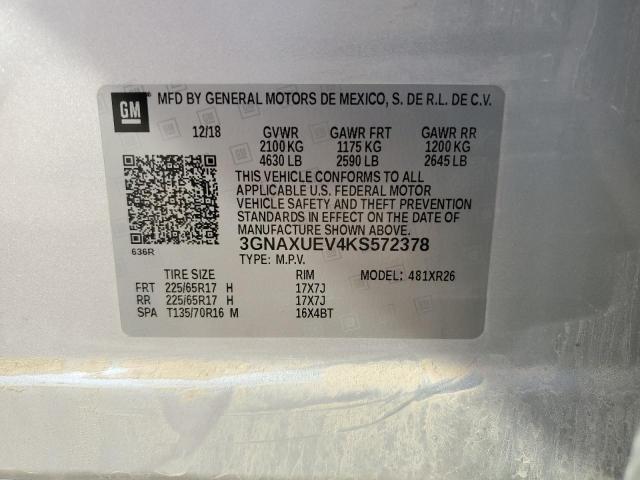 GM
MFD BY GENERAL MOTORS DE MEXICO, S. DE R.L. DE C.V.
12/18 GVWR GAWR FRT GAWR RR
2100 KG 1175 KG 1200 KG
4630 LB 2590 LB 2645 LB
THIS VEHICLE CONFORMS TO ALL
APPLICABLE U.S. FEDERAL MOTOR
VEHICLE SAFETY AND THEFT PREVENTION
STANDARDS IN EFFECT ON THE DATE OF
MANUFACTURE SHOWN ABOVE.
3GNAXUEV4KS572378
636R
TYPE: M.P.V.
TIRE SIZE RIM MODEL: 481XR26
FRT 225/65R17 H 17X7J
RR 225/65R17 H 17X7J
SPA T135/70R16 M 16X4BT